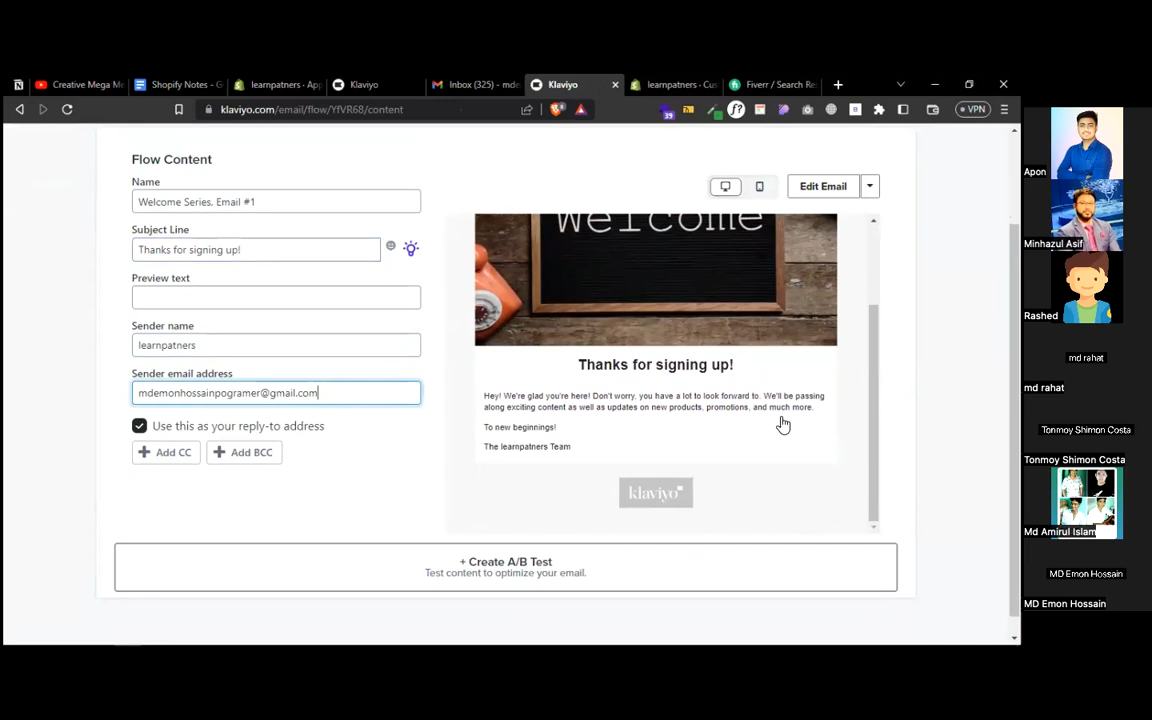 Creative Mega Me
Shopify Notes - G
learnpatners · App
Klaviyo
Inbox (325) - mde
Klaviyo
learnpatners · Cus
Fiverr / Search Re
klaviyo.com/email/flow/YfVR68/content
39
VPN
Flow Content
Name
Welcome Series, Email #1
Subject Line
Thanks for signing up!
Preview text
Sender name
learnpatners
Sender email address
mdemonhossainpogramer@gmail.com
Use this as your reply-to address
+ Add CC
+ Add BCC
Edit Email
Welcome
Thanks for signing up!
Hey! We're glad you're here! Don't worry, you have a lot to look forward to. We'll be passing
along exciting content as well as updates on new products, promotions, and much more.
To new beginnings!
The learnpatners Team
klaviyo
+ Create A/B Test
Test content to optimize your email.
Apon
Minhazul Asif
Rashed
md rahat
md rahat
Tonmoy Shimon Costa
Tonmoy Shimon Costa
Md Amirul Islam
MD Emon Hossain
MD Emon Hossain